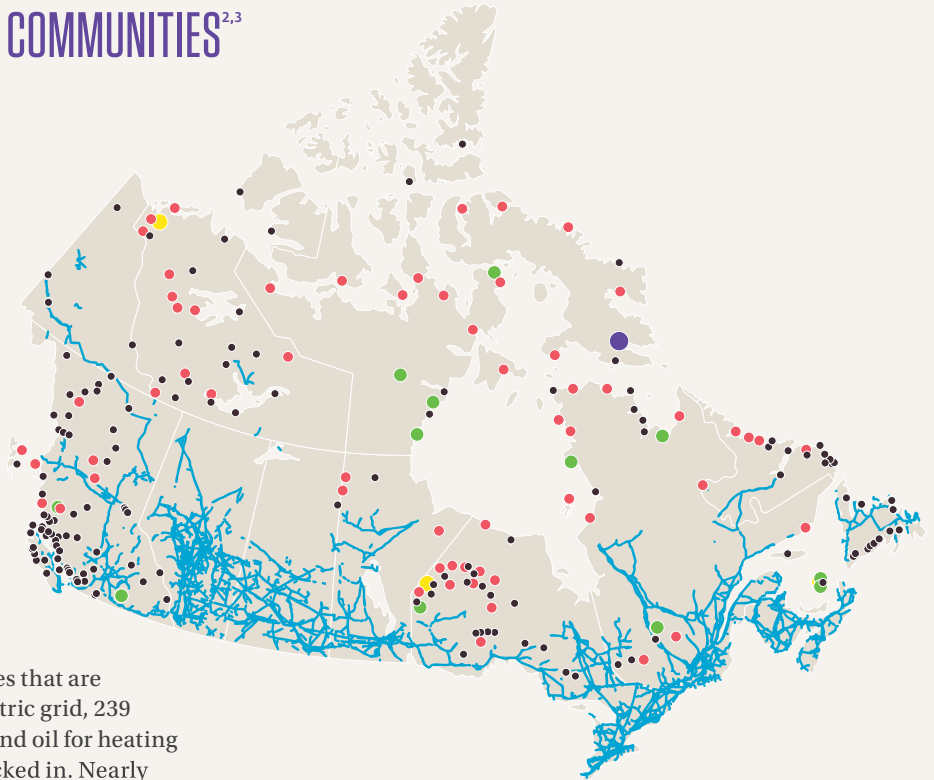 COMMUNITIES2,3
es that are
tric grid, 239
nd oil for heating
cked in. Nearly